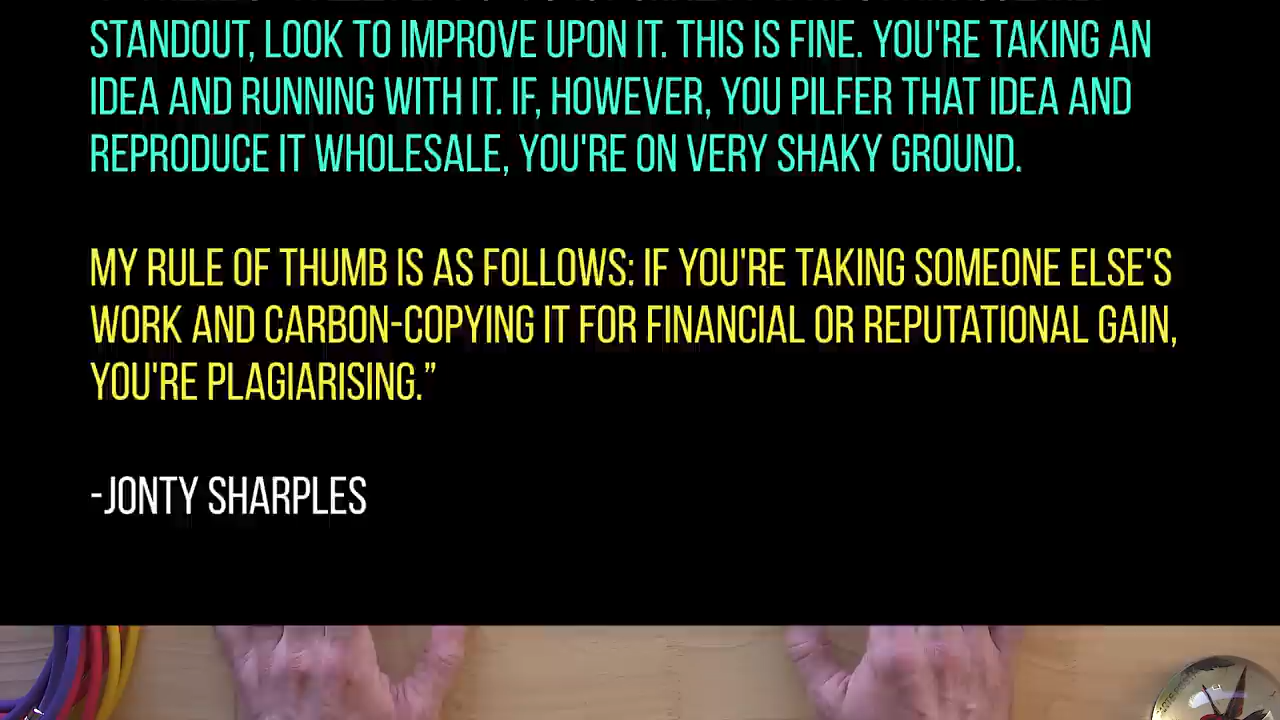 STANDOUT, LOOK TO IMPROVE UPON IT. THIS IS FINE. YOU'RE TAKING AN
IDEA AND RUNNING WITH IT. IF, HOWEVER, YOU PILFER THAT IDEA AND
REPRODUCE IT WHOLESALE, YOU'RE ON VERY SHAKY GROUND.
MY RULE OF THUMB IS AS FOLLOWS: IF YOU'RE TAKING SOMEONE ELSE'S
WORK AND CARBON-COPYING IT FOR FINANCIAL OR REPUTATIONAL GAIN,
YOU'RE PLAGIARISING.”
-JONTY SHARPLES